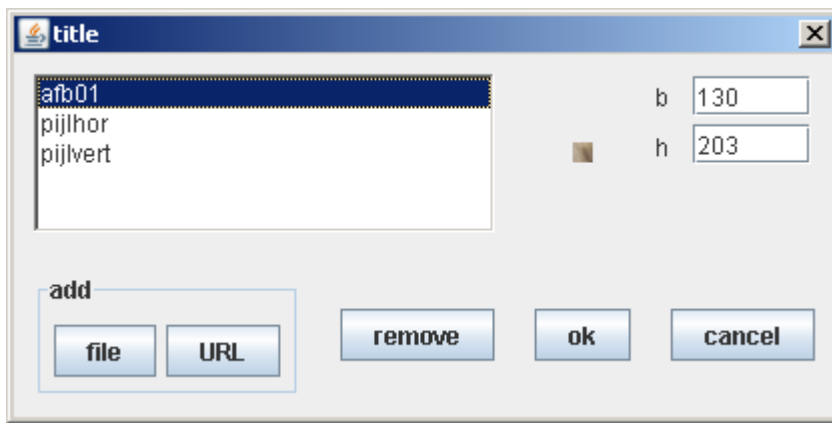 title
afb01
pijlhor
pijlvert
b 130
h 203
add
file URL remove ok cancel